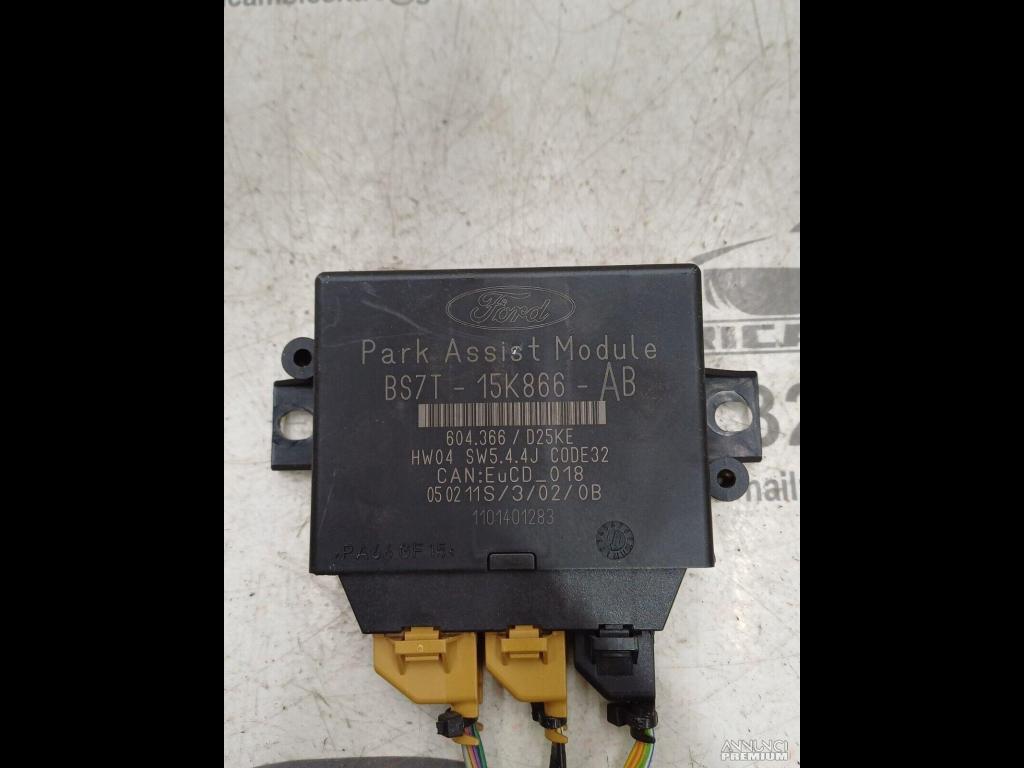 Ford
Park Assist Module
BS7T - 15K866 - AB
604.366 / D25KE
HW04 SW5.4.4J CODE32
CAN:EuCD_018
05 02 11S/3/02/0B
1101401283
ANNUNCI
PREMIUM